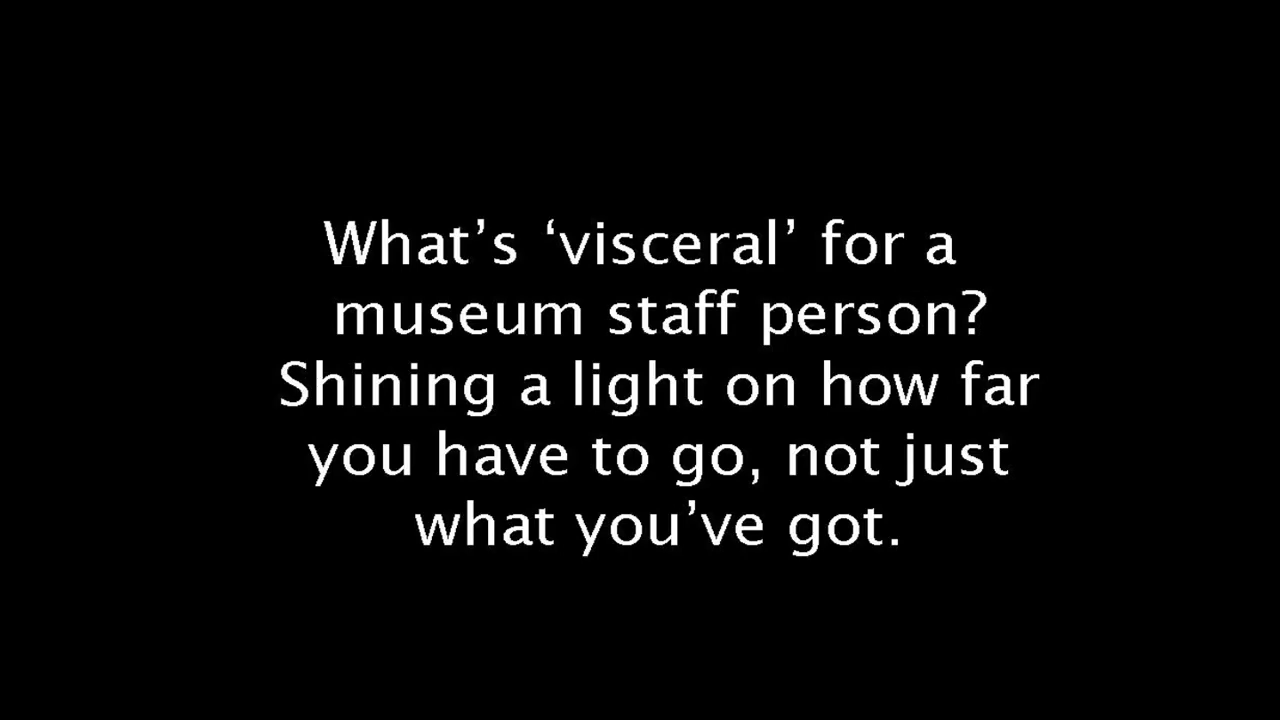 What’s ‘visceral’ for a
museum staff person?
Shining a light on how far
you have to go, not just
what you’ve got.